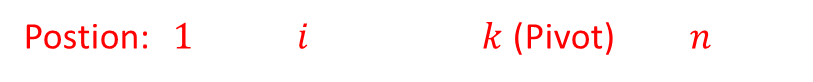 Postion: 1 i k (Pivot) n